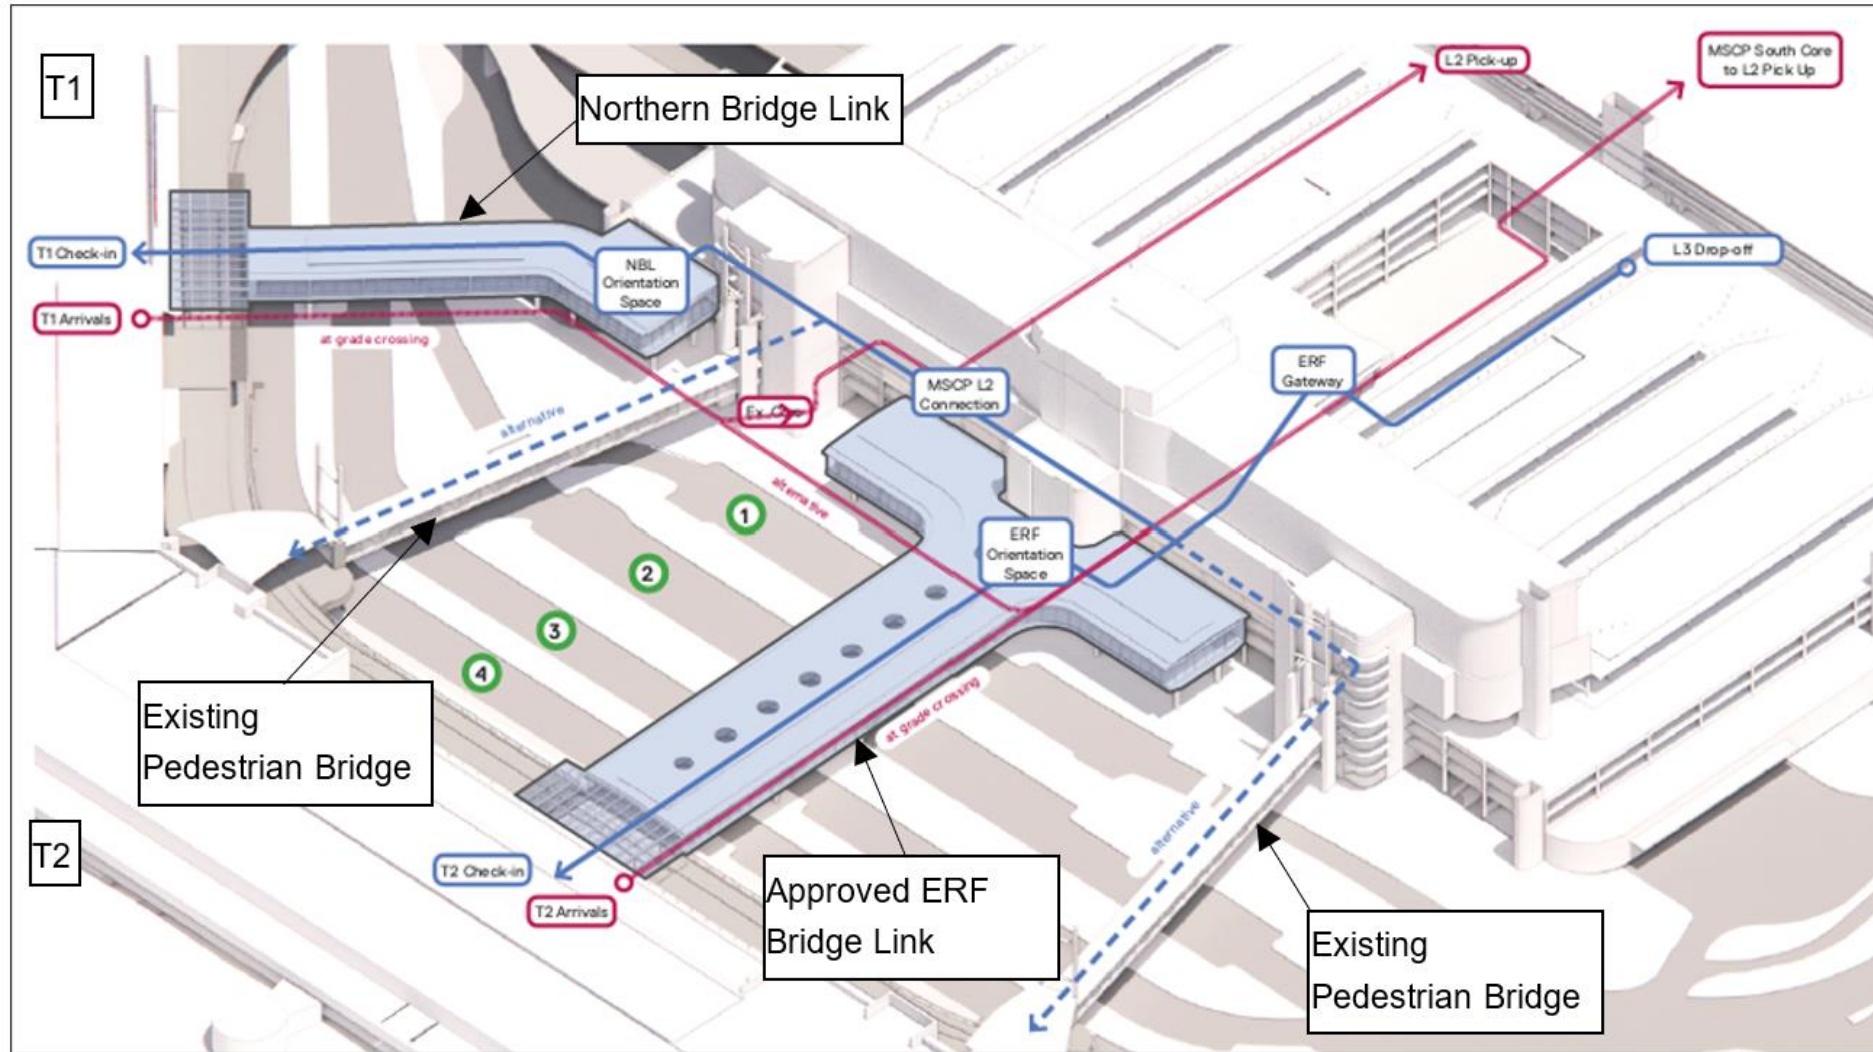 T1
Northern Bridge Link
L2 Pick-up
MSCP South Core
to L2 Pick Up
T1 Check-in
NBL
Orientation
Space
L3 Drop-off
T1 Arrivals
at grade crossing
ERF
Gateway
MSCP L2
Connection
alternative
alternative
1
ERF
Orientation
Space
2
3
4
at grade crossing
Existing
Pedestrian Bridge
alternative
T2
T2 Check-in
T2 Arrivals
Approved ERF
Bridge Link
Existing
Pedestrian Bridge